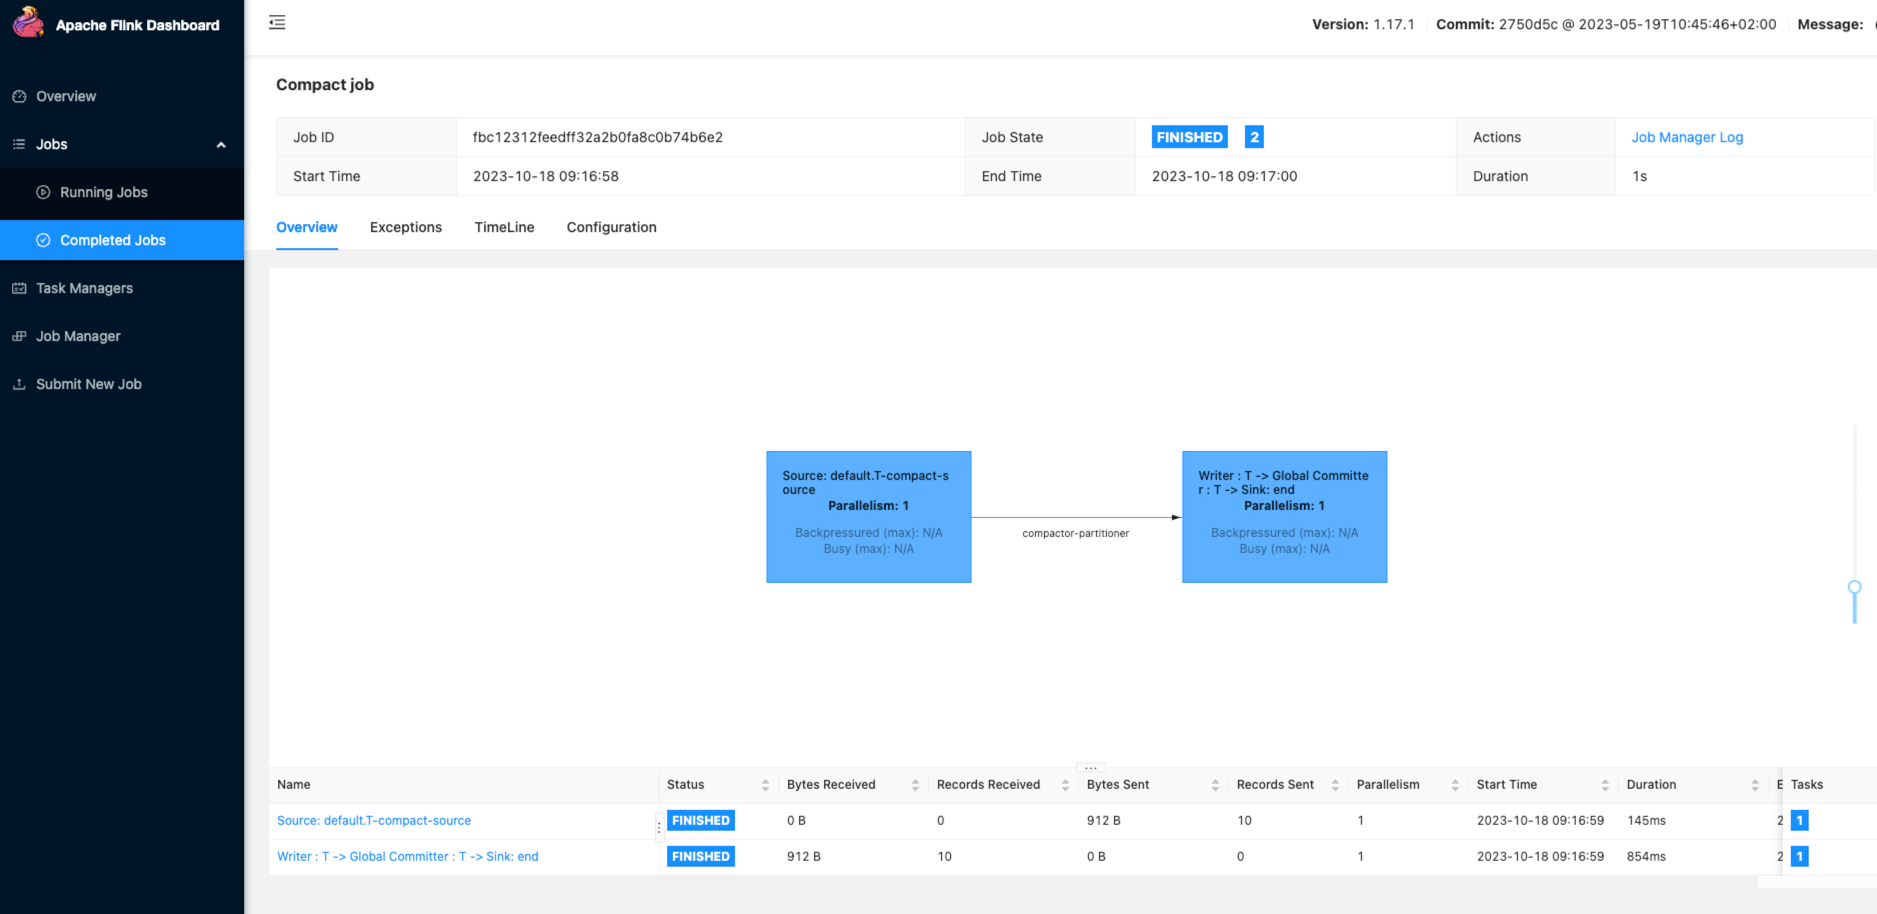 Apache Flink Dashboard
Version: 1.17.1 Commit: 2750d5c @ 2023-05-19T10:45:46+02:00 Message:
Overview
Jobs
Running Jobs
Completed Jobs
Task Managers
Job Manager
Submit New Job
Compact job
Job ID fbc12312feedff32a2b0fa8c0b74b6e2 Job State FINISHED 2 Actions Job Manager Log
Start Time 2023-10-18 09:16:58 End Time 2023-10-18 09:17:00 Duration 1s
Overview Exceptions TimeLine Configuration
Source: default.T-compact-s
ource
Parallelism: 1
Backpressured (max): N/A
Busy (max): N/A
compactor-partitioner
Writer : T -> Global Committe
r : T -> Sink: end
Parallelism: 1
Backpressured (max): N/A
Busy (max): N/A
Name Status Bytes Received Records Received Bytes Sent Records Sent Parallelism Start Time Duration E Tasks
Source: default.T-compact-source FINISHED 0 B 0 912 B 10 1 2023-10-18 09:16:59 145ms 2 1
Writer : T -> Global Committer : T -> Sink: end FINISHED 912 B 10 0 B 0 1 2023-10-18 09:16:59 854ms 2 1